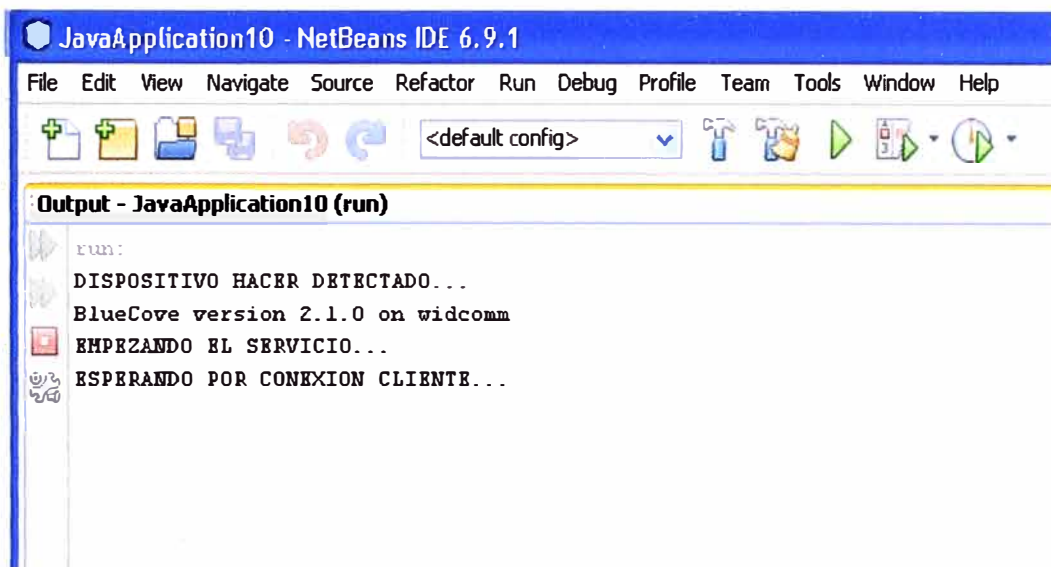 JavaApplication10 - NetBeans IDE 6.9.1
File Edit View Navigate Source Refactor Run Debug Profile Team Tools Window Help
<default config>
Output - JavaApplication10 (run)
run:
DISPOSITIVO HACER DETECTADO...
BlueCove version 2.1.0 on widcomm
EMPEZANDO EL SERVICIO...
ESPERANDO POR CONEXION CLIENTE...